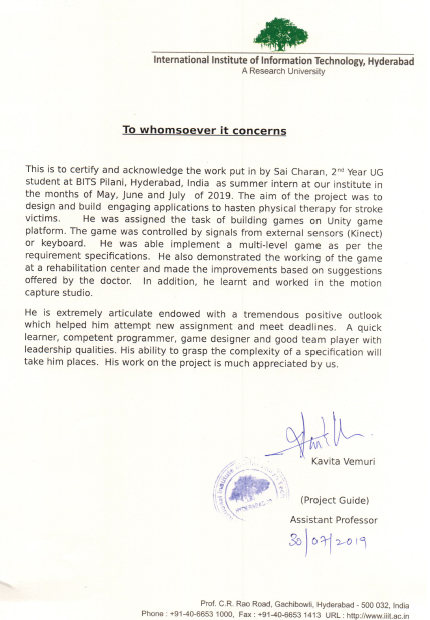 International Institute of Information Technology, Hyderabad
A Research University
To whomsoever it concerns
This is to certify and acknowledge the work put in by Sai Charan, 2nd Year UG
student at BITS Pilani, Hyderabad, India as summer intern at our institute in
the months of May, June and July of 2019. The aim of the project was to
design and build engaging applications to hasten physical therapy for stroke
victims. He was assigned the task of building games on Unity game
platform. The game was controlled by signals from external sensors (Kinect)
or keyboard. He was able implement a multi-level game as per the
requirement specifications. He also demonstrated the working of the game
at a rehabilitation center and made the improvements based on suggestions
offered by the doctor. In addition, he learnt and worked in the motion
capture studio.
He is extremely articulate endowed with a tremendous positive outlook
which helped him attempt new assignment and meet deadlines. A quick
learner, competent programmer, game designer and good team player with
leadership qualities. His ability to grasp the complexity of a specification will
take him places. His work on the project is much appreciated by us.
Kavita Vemuri
HYDERABAD
(Project Guide)
Assistant Professor
30/07/2019
Prof. C.R. Rao Road, Gachibowli, Hyderabad - 500 032, India
Phone : +91-40-6653 1000, Fax : +91-40-6653 1413 URL : http://www.iiit.ac.in